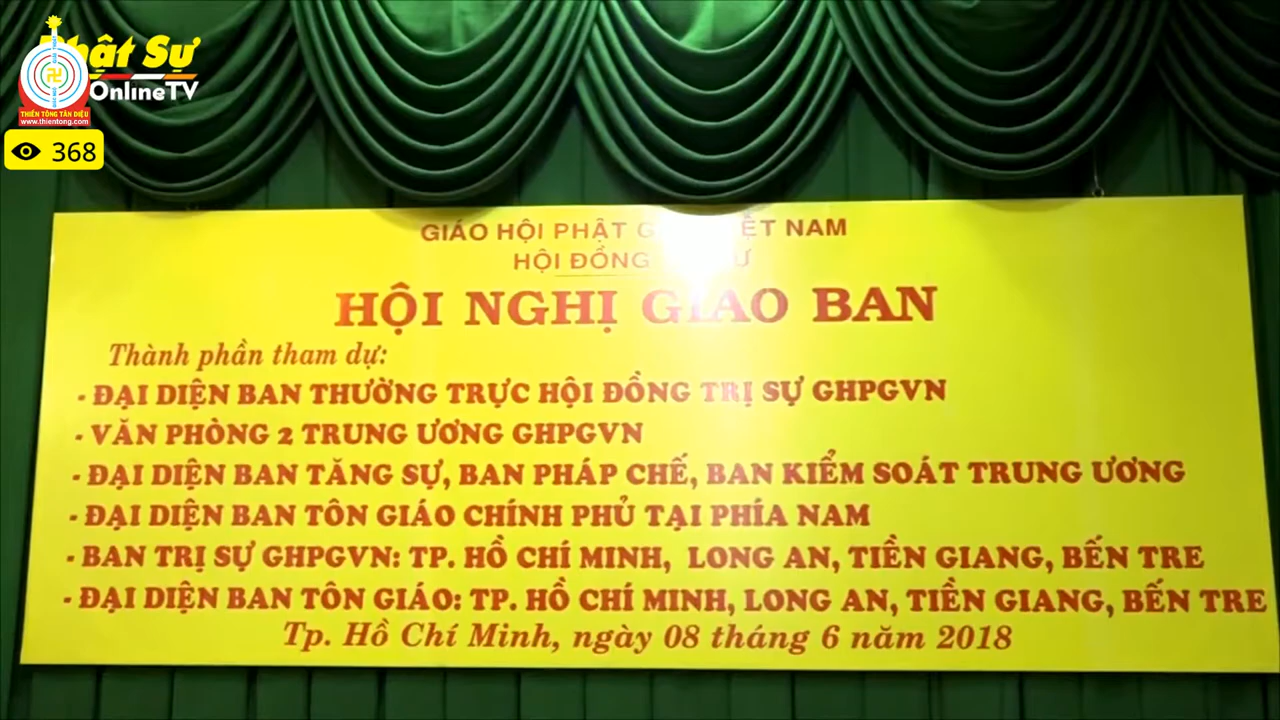 Phật Sự
OnlineTV
THIỀN TÔNG TÂN DIỆU
www.thientong.com
368
GIÁO HỘI PHẬT NAM
HỘI ĐỒNG
HỘI NGHỊ GIAO BAN
Thành phần tham dự:
- ĐẠI DIỆN BAN THƯỜNG TRỰC HỘI ĐỒNG TRỊ SỰ GHPGVN
- VĂN PHÒNG 2 TRUNG ƯƠNG GHPGVN
- ĐẠI DIỆN BAN TĂNG SỰ, BAN PHÁP CHẾ, BAN KIỂM SOÁT TRUNG ƯƠNG
- ĐẠI DIỆN BAN TÔN GIÁO CHÍNH PHỦ TẠI PHÍA NAM
- BAN TRỊ SỰ GHPGVN: TP. HỒ CHÍ MINH, LONG AN, TIỀN GIANG, BẾN TRE
- ĐẠI DIỆN BAN TÔN GIÁO: TP. HỒ CHÍ MINH, LONG AN, TIỀN GIANG, BẾN TRE
Tp. Hồ Chí Minh, ngày 08 tháng 6 năm 2018